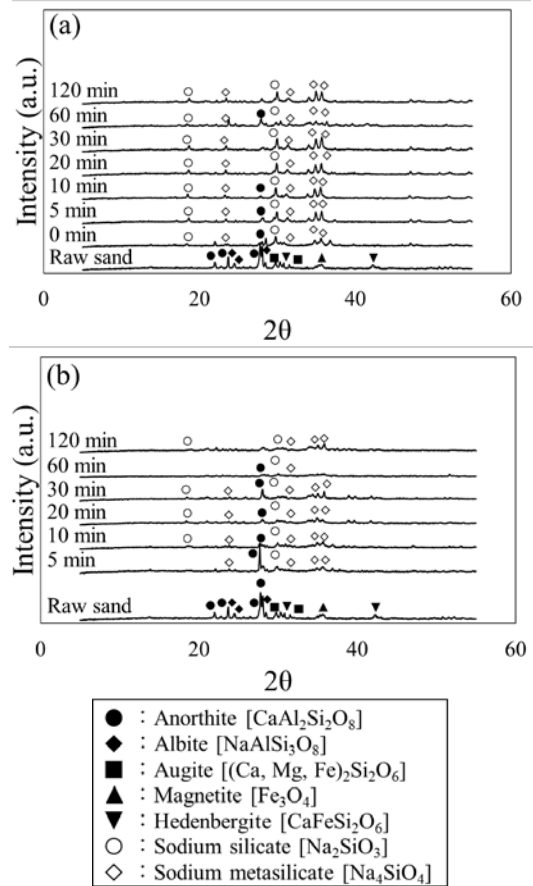 (a)
Intensity (a.u.)
120 min
60 min
30 min
20 min
10 min
5 min
0 min
Raw sand
0
20
40
60
2θ
(b)
Intensity (a.u.)
120 min
60 min
30 min
20 min
10 min
5 min
Raw sand
0
20
40
60
2θ
● : Anorthite [CaAl₂Si₂O₈]
◆ : Albite [NaAlSi₃O₈]
■ : Augite [(Ca, Mg, Fe)₂Si₂O₆]
▲ : Magnetite [Fe₃O₄]
▼ : Hedenbergite [CaFeSi₂O₆]
○ : Sodium silicate [Na₂SiO₃]
◇ : Sodium metasilicate [Na₄SiO₄]